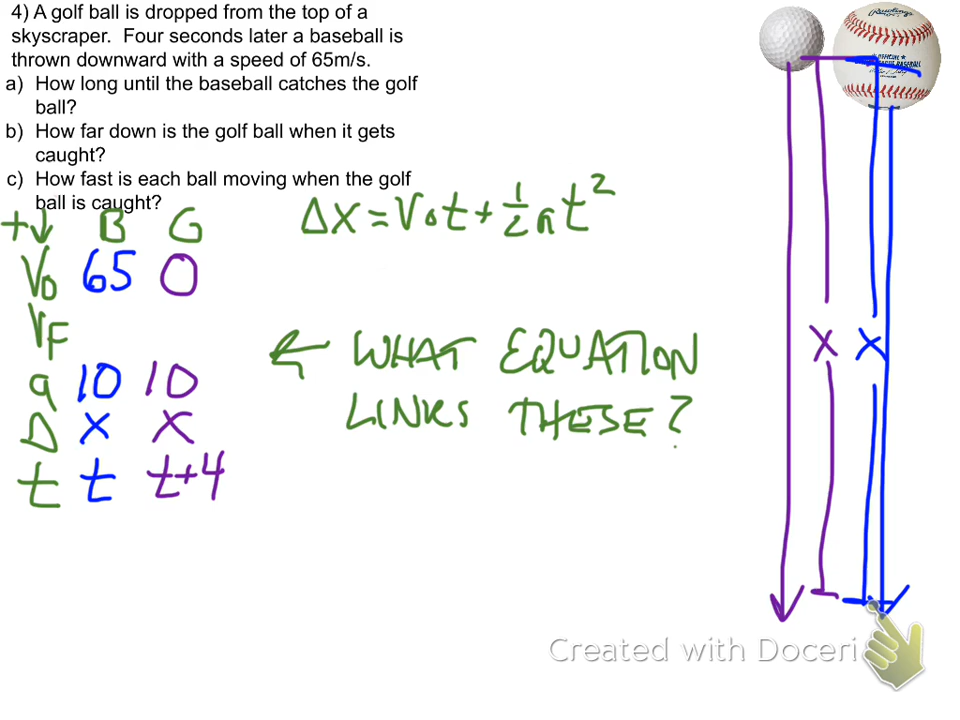 4) A golf ball is dropped from the top of a
skyscraper.  Four seconds later a baseball is
thrown downward with a speed of 65m/s.
a) How long until the baseball catches the golf
ball?
b) How far down is the golf ball when it gets
caught?
c) How fast is each ball moving when the golf
ball is caught?
+↓ B G
V₀ 65 0
VF
a 10 10
Δ x x
t t t+4
ΔX = V₀t + ½at²
← WHAT EQUATION
LINKS THESE?
Rawlings
OFFICIAL
x x
Created with Doceri